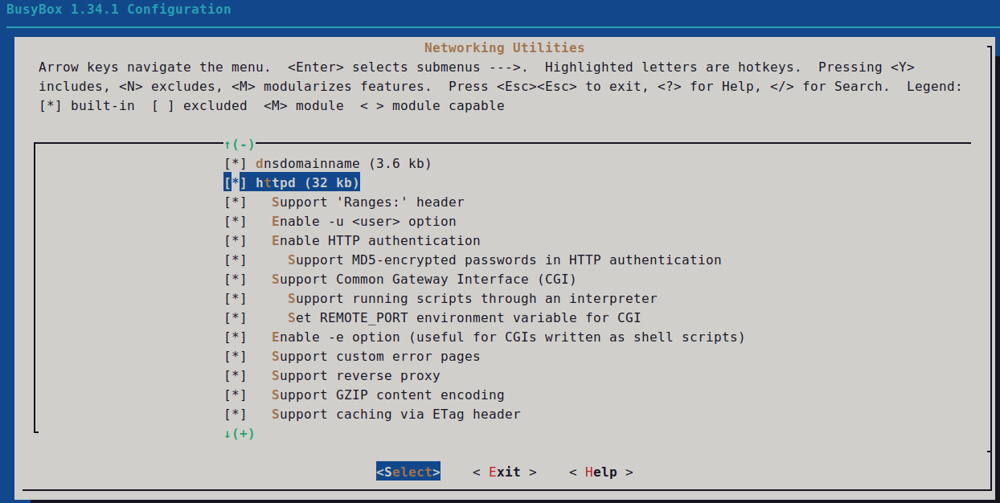 BusyBox 1.34.1 Configuration
Networking Utilities
Arrow keys navigate the menu.  <Enter> selects submenus --->.  Highlighted letters are hotkeys.  Pressing <Y>
includes, <N> excludes, <M> modularizes features.  Press <Esc><Esc> to exit, <?> for Help, </> for Search.  Legend:
[*] built-in  [ ] excluded  <M> module  < > module capable
↑(-)
[*] dnsdomainname (3.6 kb)
[*] httpd (32 kb)
[*]   Support 'Ranges:' header
[*]   Enable -u <user> option
[*]   Enable HTTP authentication
[*]     Support MD5-encrypted passwords in HTTP authentication
[*]   Support Common Gateway Interface (CGI)
[*]     Support running scripts through an interpreter
[*]     Set REMOTE_PORT environment variable for CGI
[*]   Enable -e option (useful for CGIs written as shell scripts)
[*]   Support custom error pages
[*]   Support reverse proxy
[*]   Support GZIP content encoding
[*]   Support caching via ETag header
↓(+)
<Select>    < Exit >    < Help >